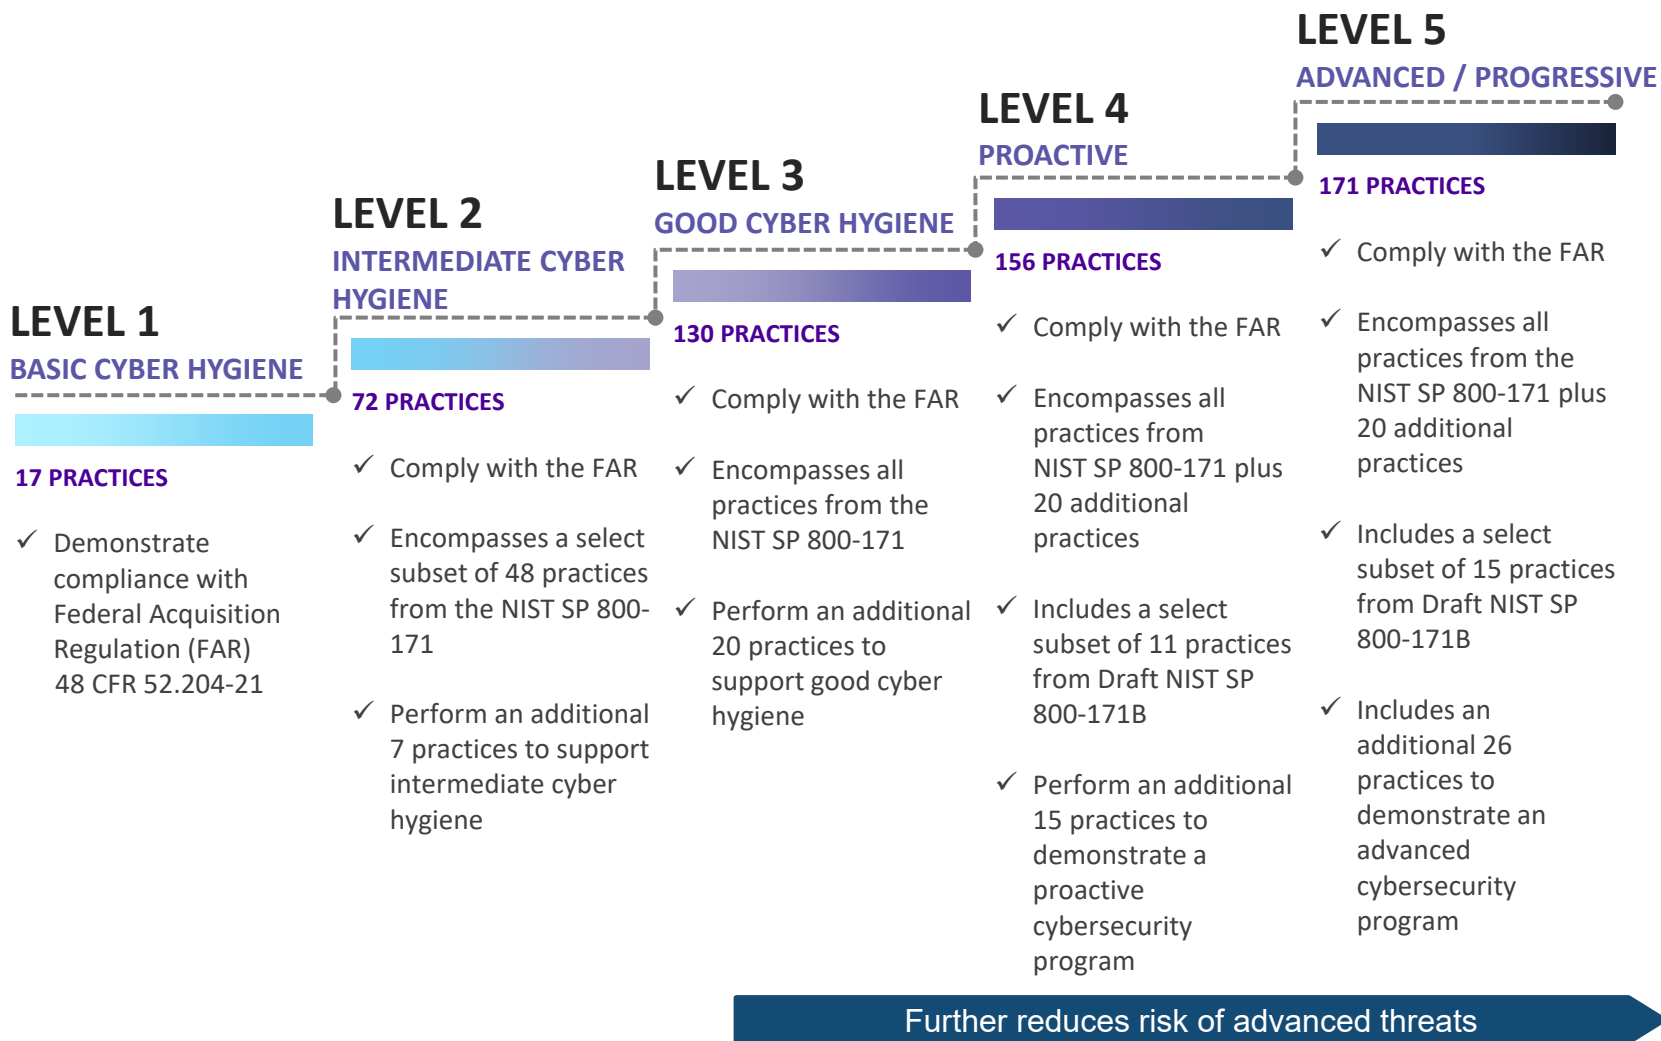 LEVEL 1
BASIC CYBER HYGIENE
17 PRACTICES
✓ Demonstrate
compliance with
Federal Acquisition
Regulation (FAR)
48 CFR 52.204-21
LEVEL 2
INTERMEDIATE CYBER
HYGIENE
72 PRACTICES
✓ Comply with the FAR
✓ Encompasses a select
subset of 48 practices
from the NIST SP 800-
171
✓ Perform an additional
7 practices to support
intermediate cyber
hygiene
LEVEL 3
GOOD CYBER HYGIENE
130 PRACTICES
✓ Comply with the FAR
✓ Encompasses all
practices from the
NIST SP 800-171
✓ Perform an additional
20 practices to
support good cyber
hygiene
LEVEL 4
PROACTIVE
156 PRACTICES
✓ Comply with the FAR
✓ Encompasses all
practices from
NIST SP 800-171 plus
20 additional
practices
✓ Includes a select
subset of 11 practices
from Draft NIST SP
800-171B
✓ Perform an additional
15 practices to
demonstrate a
proactive
cybersecurity
program
LEVEL 5
ADVANCED / PROGRESSIVE
171 PRACTICES
✓ Comply with the FAR
✓ Encompasses all
practices from the
NIST SP 800-171 plus
20 additional
practices
✓ Includes a select
subset of 15 practices
from Draft NIST SP
800-171B
✓ Includes an
additional 26
practices to
demonstrate an
advanced
cybersecurity
program
Further reduces risk of advanced threats